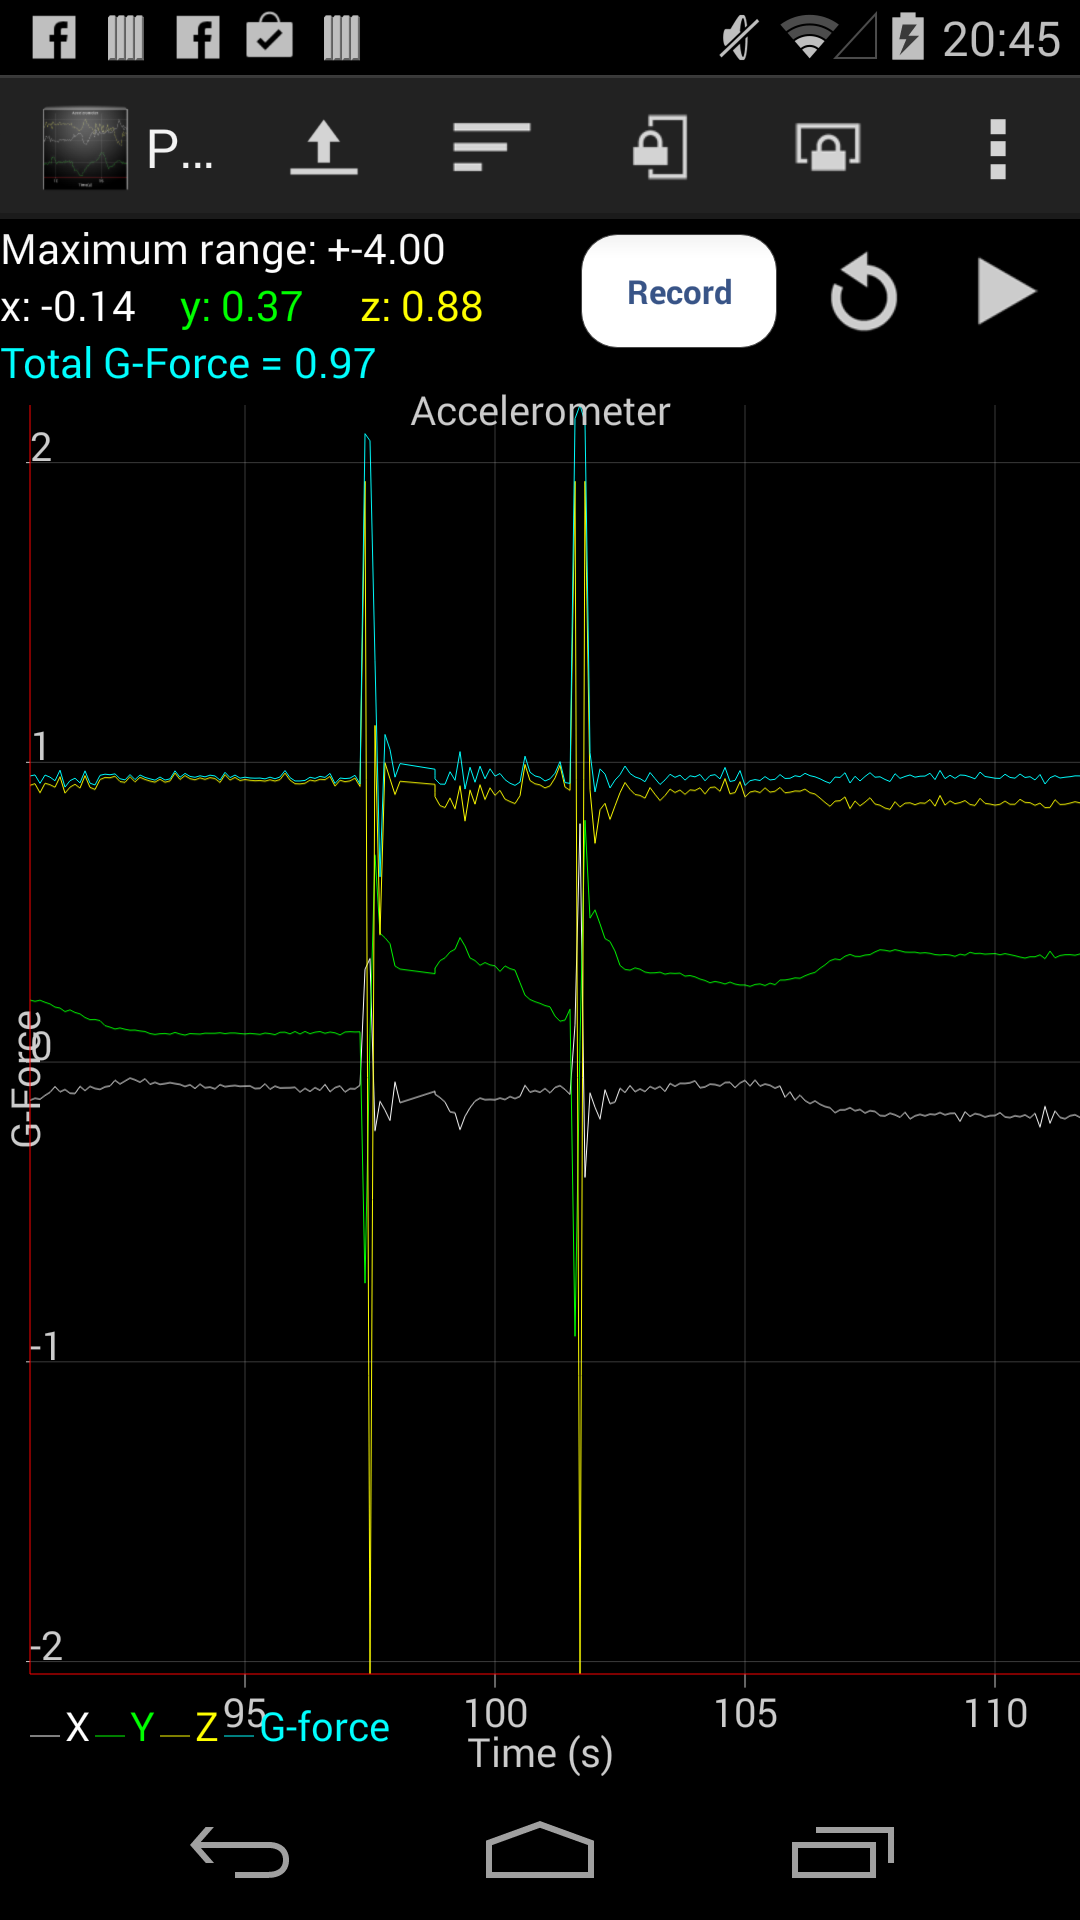 20:45
P...
Maximum range: +-4.00
x: -0.14 y: 0.37 z: 0.88
Record
Total G-Force = 0.97
Accelerometer
2
1
0
-1
-2
G-Force
95 100 105 110
X Y Z G-force
Time (s)